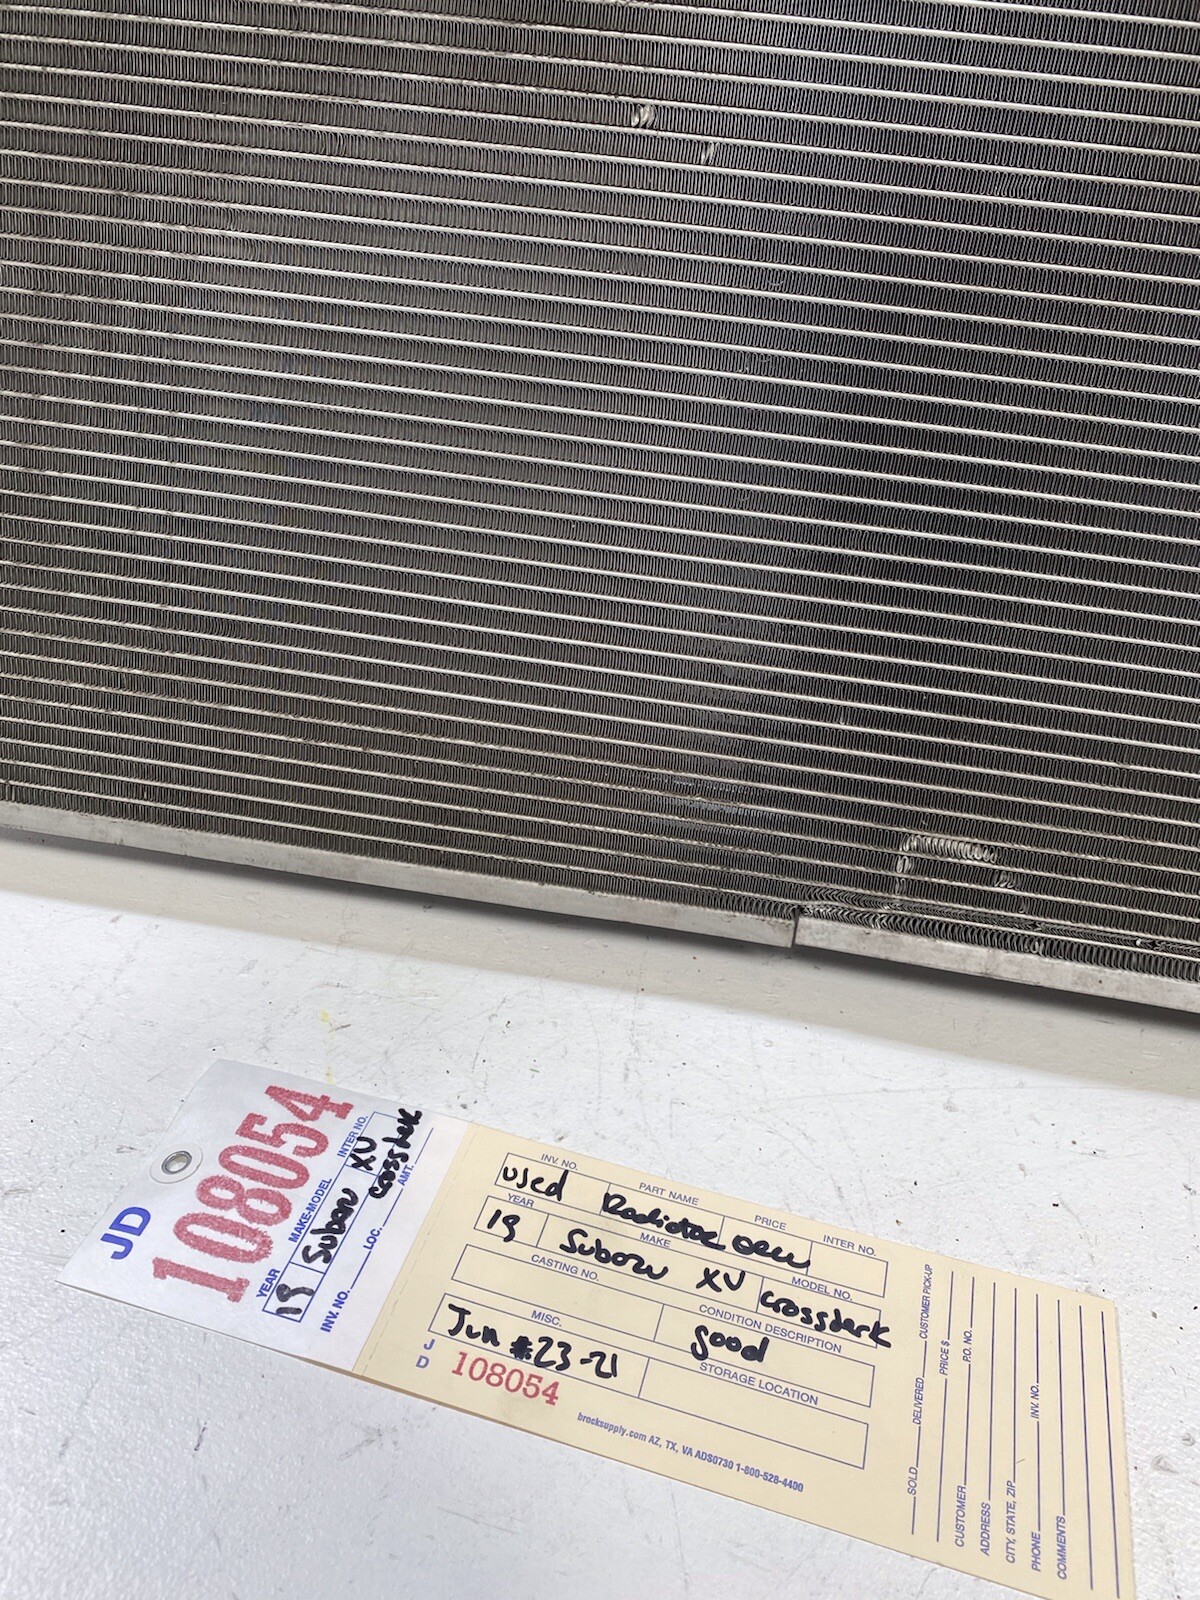 JD
108054
YEAR MAKE-MODEL INTER NO.
19 Subaru XV crosstrek
INV. NO. LOC. AMT.
INV. NO. PART NAME PRICE INTER NO.
used Radiator oem
YEAR MAKE MODEL NO.
19 Subaru XV crosstrek
CASTING NO. CONDITION DESCRIPTION
good
MISC. STORAGE LOCATION
Jun 23-21
JD 108054
brocksupply.com AZ, TX, VA ADS0730 1-800-528-4400
SOLD DELIVERED CUSTOMER PICK-UP
PRICE $
CUSTOMER P.O. NO.
ADDRESS
CITY, STATE, ZIP
PHONE INV. NO.
COMMENTS